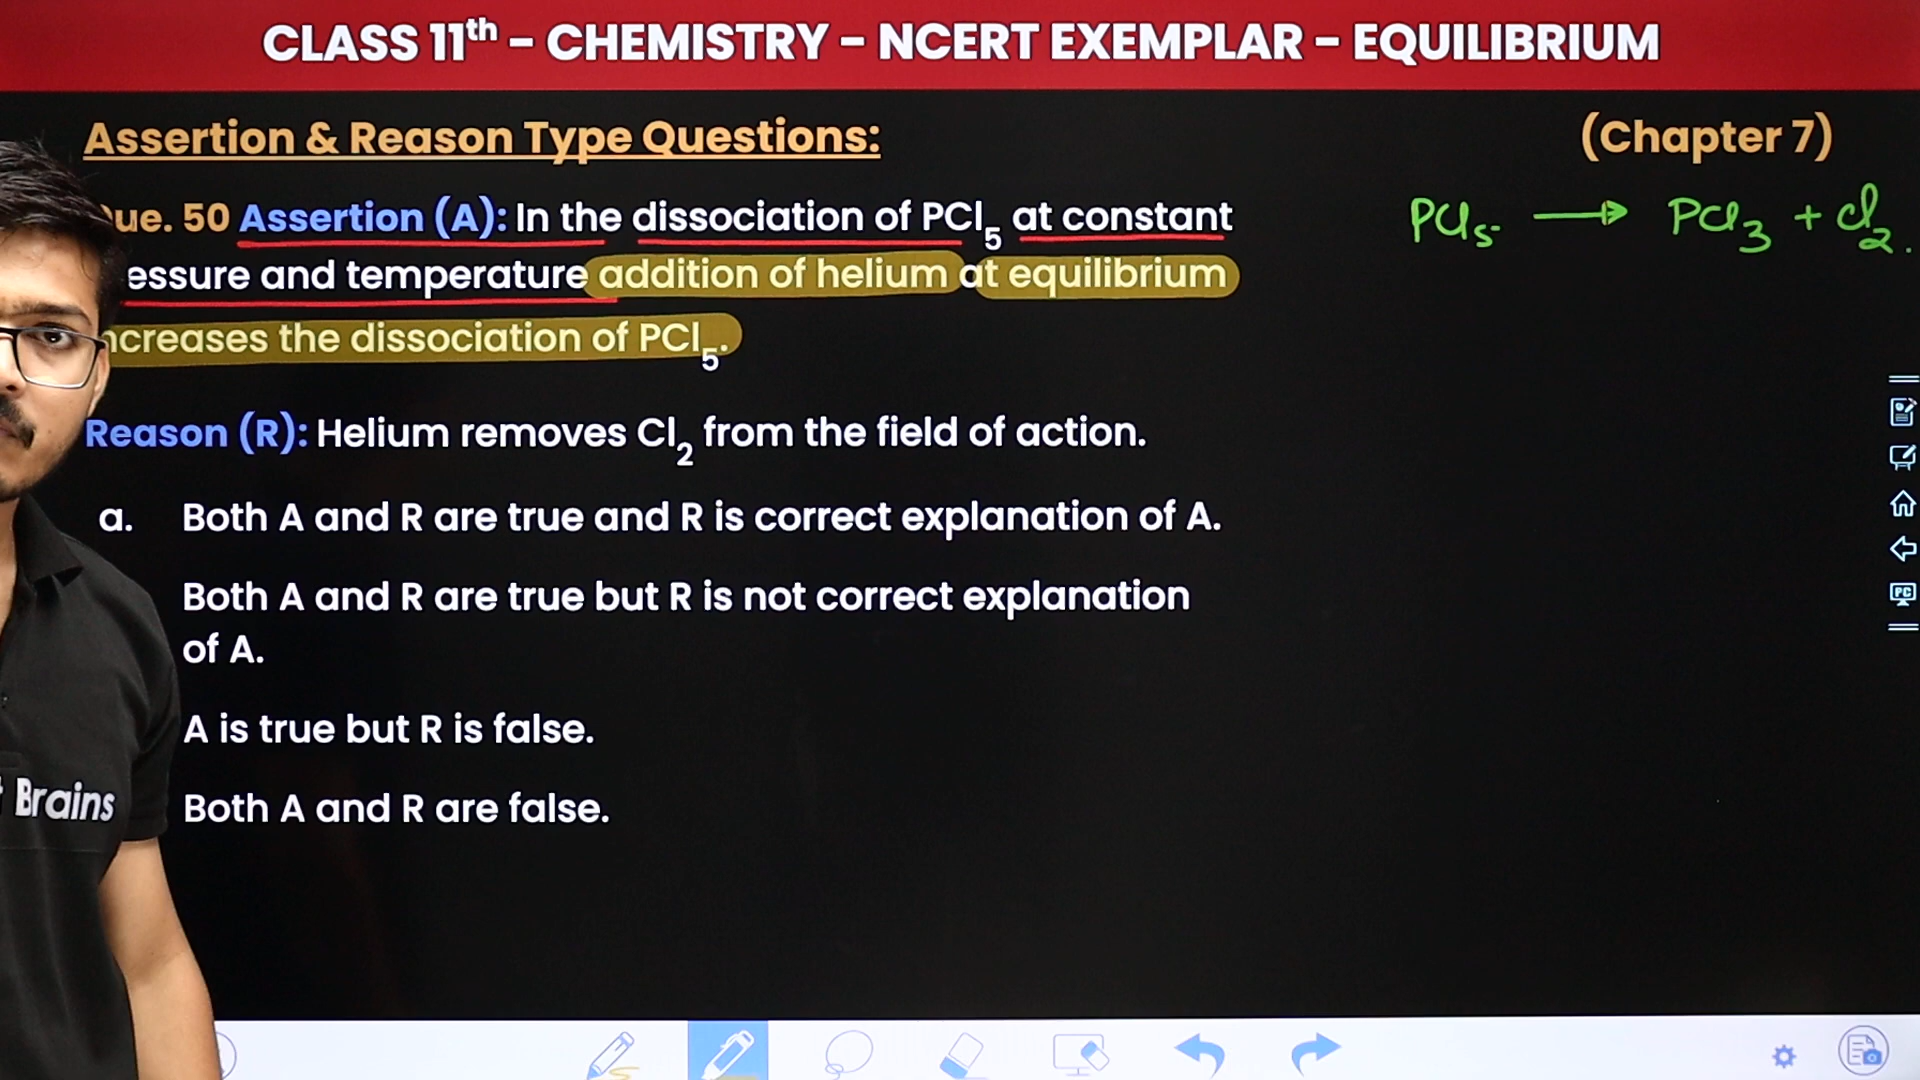 CLASS 11th - CHEMISTRY - NCERT EXEMPLAR - EQUILIBRIUM
Assertion & Reason Type Questions:
(Chapter 7)
ue. 50 Assertion (A): In the dissociation of PCl5 at constant
essure and temperature addition of helium at equilibrium
ncreases the dissociation of PCl5.
PCl5 → PCl3 + Cl2.
Reason (R): Helium removes Cl2 from the field of action.
a. Both A and R are true and R is correct explanation of A.
Both A and R are true but R is not correct explanation
of A.
A is true but R is false.
Both A and R are false.
Brains
PC